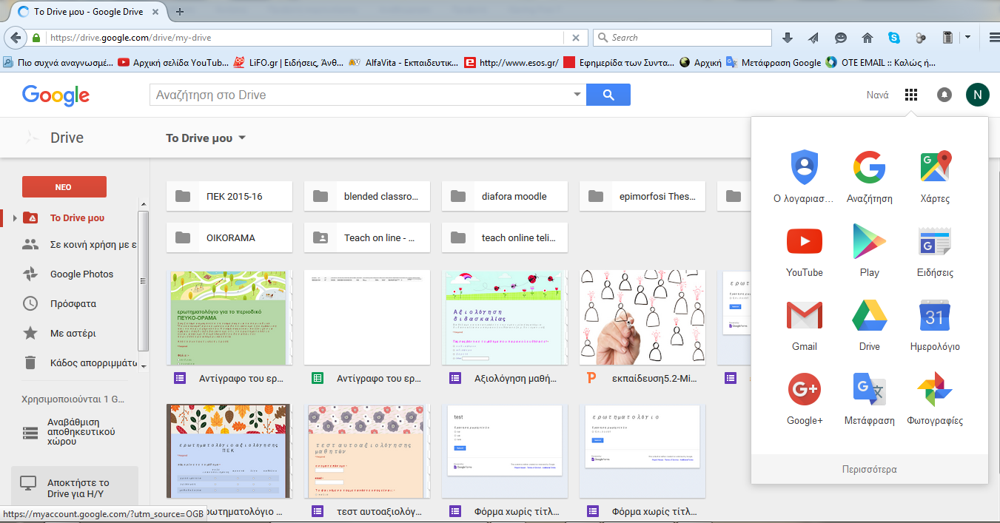 Το Drive μου - Google Drive
https://drive.google.com/drive/my-drive
Search
Πιο συχνά αναγνωσμέ... Αρχική σελίδα YouTub... LiFO.gr | Ειδήσεις, Άνθ... AlfaVita - Εκπαιδευτικ... http://www.esos.gr/ Εφημερίδα των Συντα... Αρχική Μετάφραση Google OTE EMAIL :: Καλώς ή...
Google
Αναζήτηση στο Drive
Νανά
N
Drive
Το Drive μου
ΝΕΟ
Το Drive μου
Σε κοινή χρήση με ε
Google Photos
Πρόσφατα
Με αστέρι
Κάδος απορριμμάτω
Χρησιμοποιούνται 1 G...
Αναβάθμιση
αποθηκευτικού
χώρου
Αποκτήστε το
Drive για Η/Υ
https://myaccount.google.com/?utm_source=OGB
ΠΕΚ 2015-16
blended classro...
diafora moodle
epimorfosi Thes...
OIKORAMA
Teach on line - ...
teach online teli...
ερωτηματολόγιο για το περιοδικό
ΠΕΥΚΟ-ΟΡΑΜΑ
Αξιολόγηση
διδασκαλίας
Αντίγραφο του ερ...
Αντίγραφο του ερ...
Αξιολόγηση μαθή...
εκπαίδευση5.2-Mi...
ερωτηματολόγιο αξιολόγησης
ΠΕΚ
τεστ αυτοαξιολόγησης
μαθητών
test
ερωτηματολόγιο
ρωτηματολόγιο ...
τεστ αυτοαξιολόγ...
Φόρμα χωρίς τίτλ...
Φόρμα χωρίς τίτλ...
Ο λογαριασ...
Αναζήτηση
Χάρτες
YouTube
Play
Ειδήσεις
31
Gmail
Drive
Ημερολόγιο
Google+
Μετάφραση
Φωτογραφίες
Περισσότερα